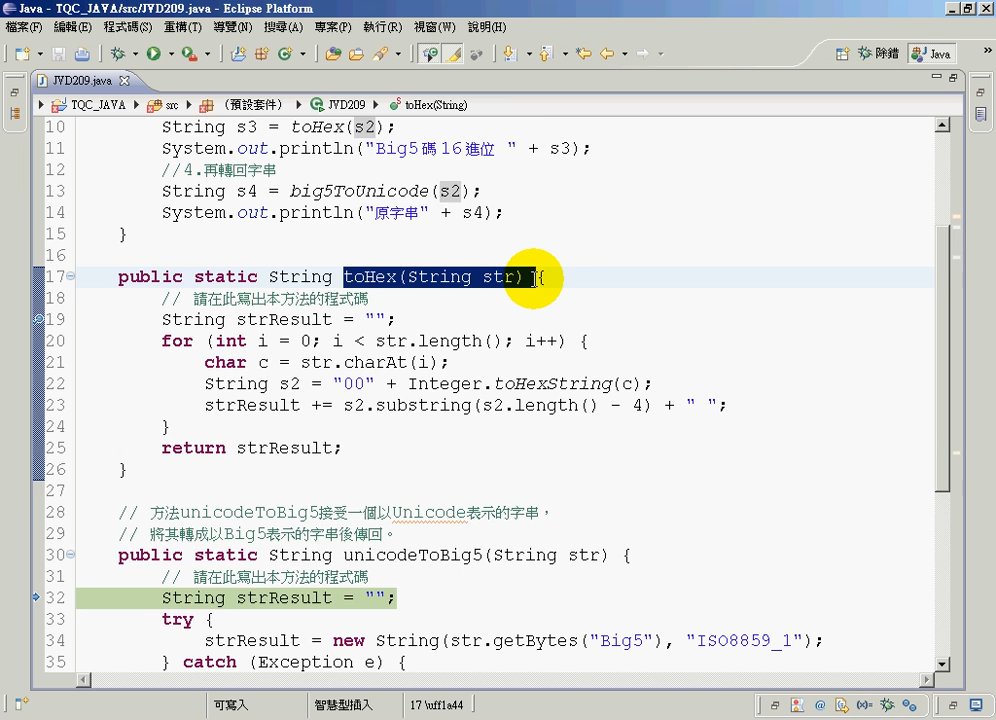 Java - TQC_JAVA/src/JVD209.java - Eclipse Platform
檔案(F) 編輯(E) 程式碼(S) 重構(T) 導覽(N) 搜尋(A) 專案(P) 執行(R) 視窗(W) 說明(H)
除錯 Java »
JVD209.java
TQC_JAVA src (預設套件) JVD209 toHex(String)
10 String s3 = toHex(s2);
11 System.out.println("Big5碼16進位 " + s3);
12 //4.再轉回字串
13 String s4 = big5ToUnicode(s2);
14 System.out.println("原字串" + s4);
15 }
16
17 public static String toHex(String str) {
18 // 請在此寫出本方法的程式碼
19 String strResult = "";
20 for (int i = 0; i < str.length(); i++) {
21 char c = str.charAt(i);
22 String s2 = "00" + Integer.toHexString(c);
23 strResult += s2.substring(s2.length() - 4) + " ";
24 }
25 return strResult;
26 }
27
28 // 方法unicodeToBig5接受一個以Unicode表示的字串，
29 // 將其轉成以Big5表示的字串後傳回。
30 public static String unicodeToBig5(String str) {
31 // 請在此寫出本方法的程式碼
32 String strResult = "";
33 try {
34 strResult = new String(str.getBytes("Big5"), "ISO8859_1");
35 } catch (Exception e) {
可寫入 智慧型插入 17 \uff1a44